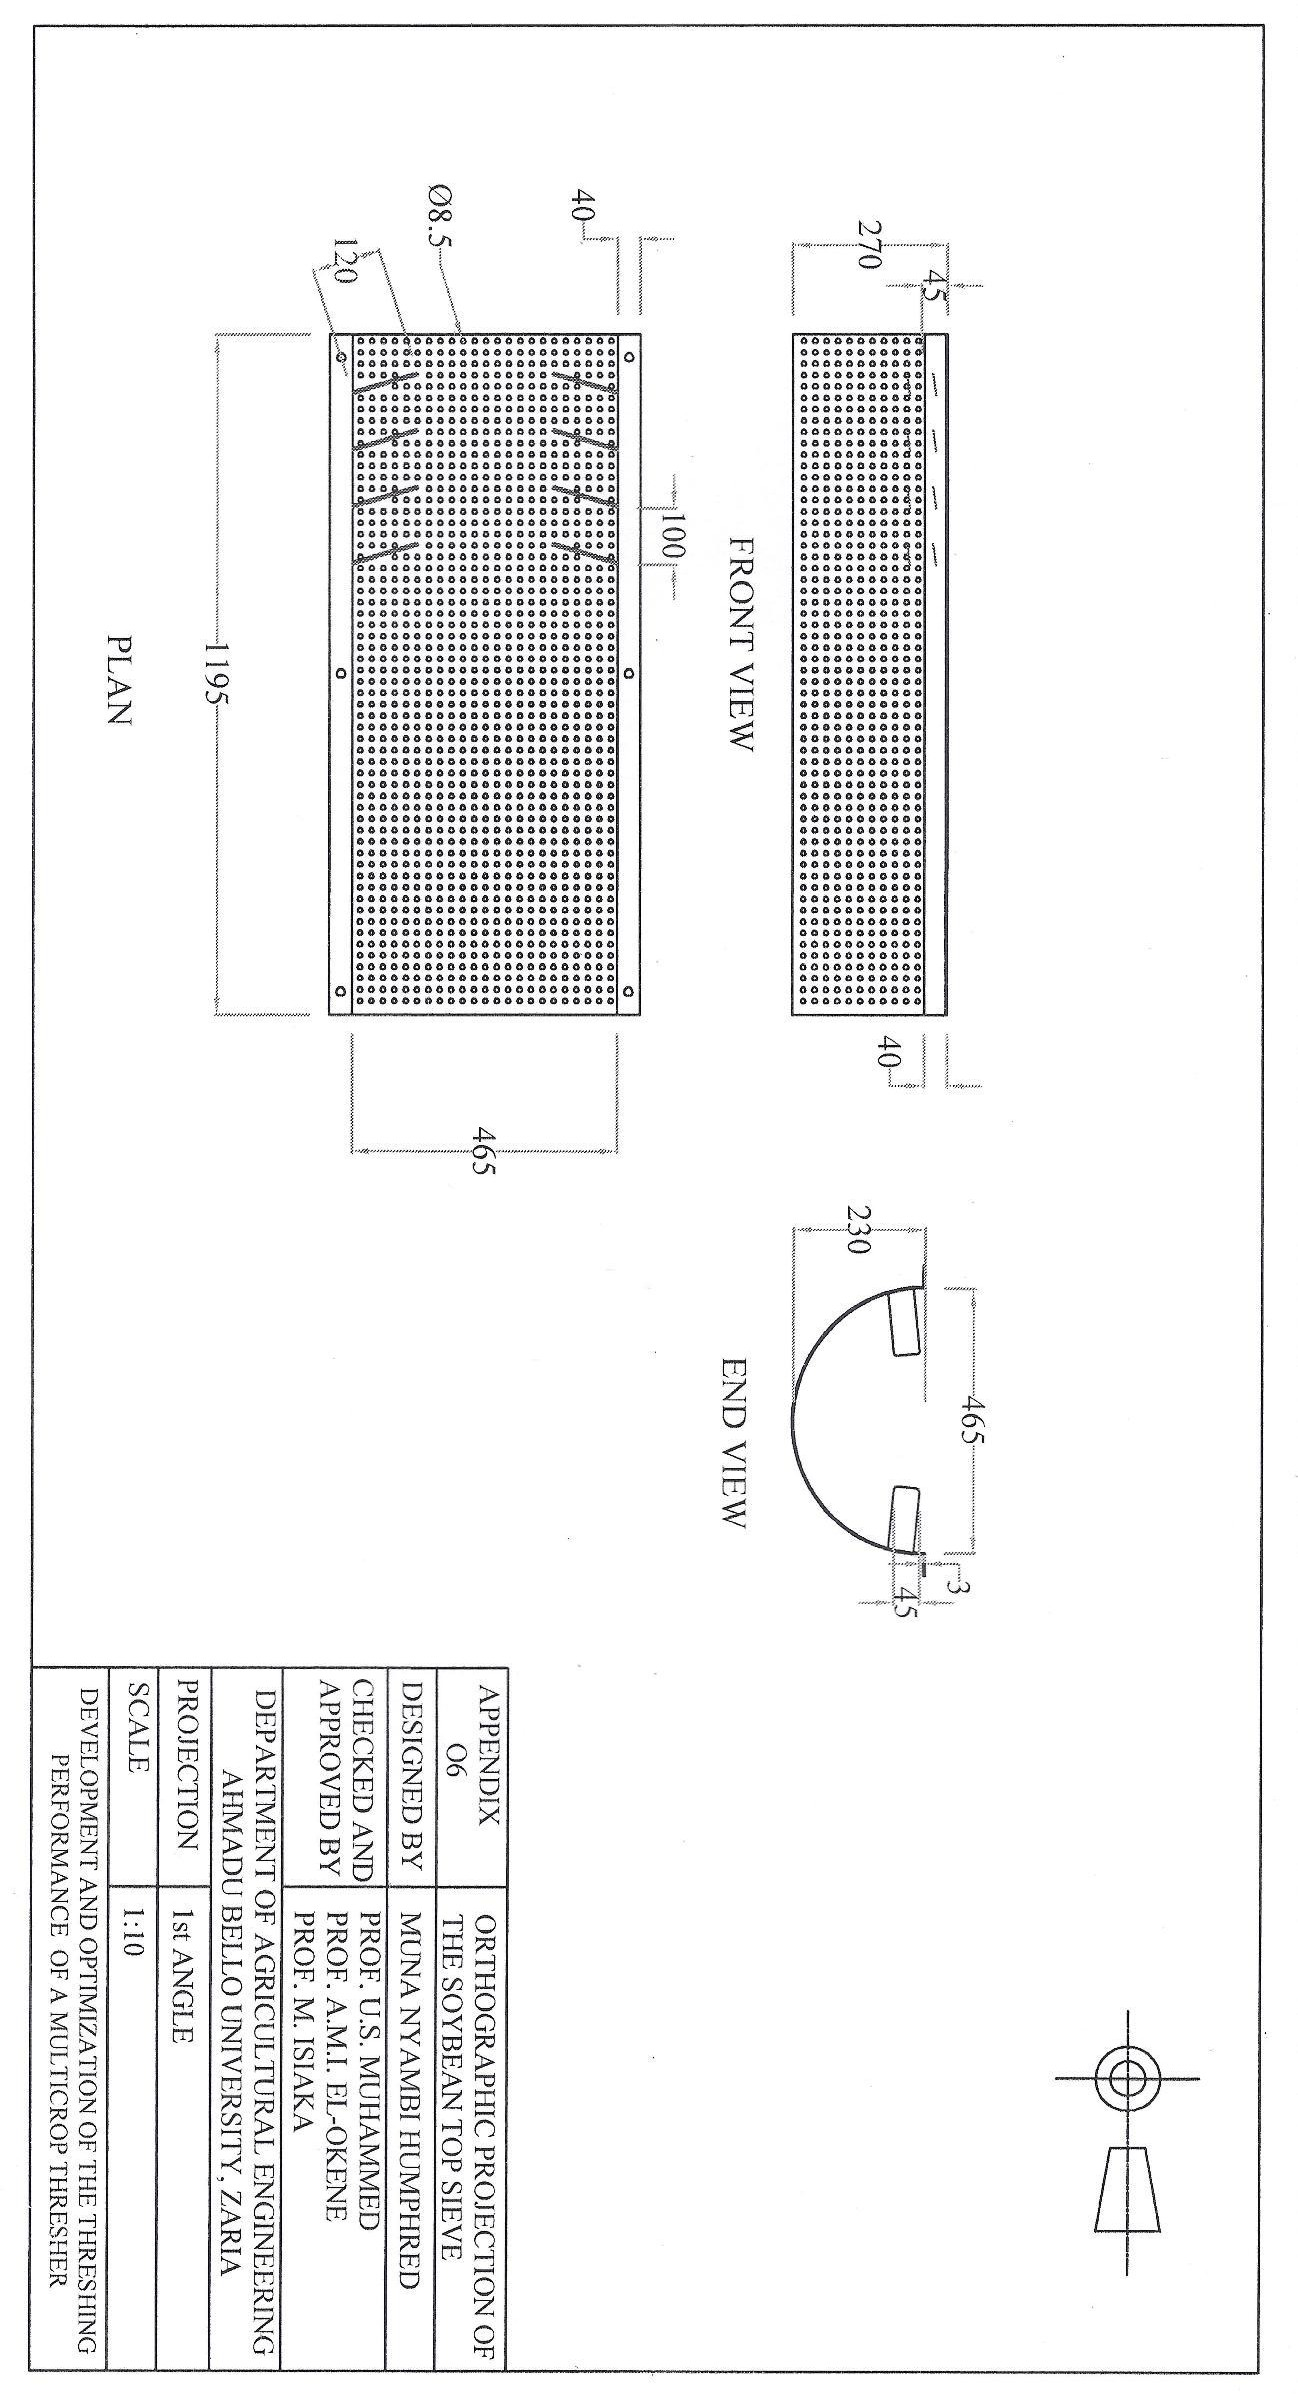 270
45
40
FRONT VIEW
230
465
3
45
END VIEW
40
Ø8.5
120
100
465
1195
PLAN
APPENDIX
O6
ORTHOGRAPHIC PROJECTION OF
THE SOYBEAN TOP SIEVE
DESIGNED BY
MUNA NYAMBI HUMPHRED
CHECKED AND
APPROVED BY
PROF. U.S. MUHAMMED
PROF. A.M.I. EL-OKENE
PROF. M. ISIAKA
DEPARTMENT OF AGRICULTURAL ENGINEERING
AHMADU BELLO UNIVERSITY, ZARIA
PROJECTION
1st ANGLE
SCALE
1:10
DEVELOPMENT AND OPTIMIZATION OF THE THRESHING
PERFORMANCE OF A MULTICROP THRESHER